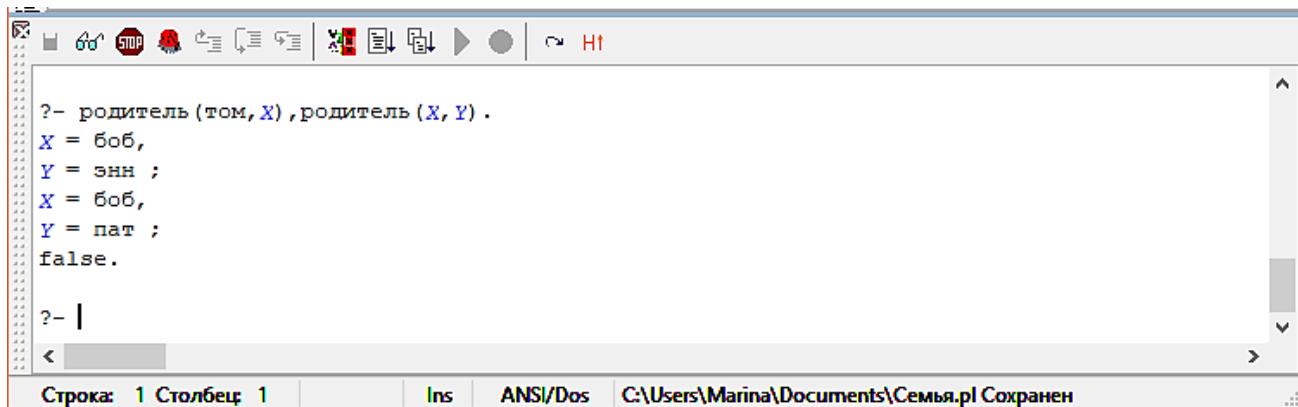 STOP H↑
?- родитель(том,X),родитель(X,Y).
X = боб,
Y = энн ;
X = боб,
Y = пат ;
false.
?-
Строка: 1 Столбец: 1 Ins ANSI/Dos C:\Users\Marina\Documents\Семья.pl Сохранен